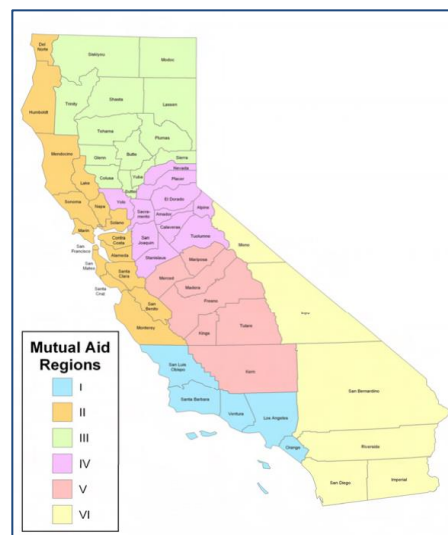 Del
Norte
Siskiyou
Modoc
Humboldt
Trinity
Shasta
Lassen
Tehama
Plumas
Mendocino
Glenn
Butte
Sierra
Colusa
Yuba
Nevada
Sutter
Placer
Lake
Yolo
El Dorado
Sonoma
Napa
Sacra-
mento
Alpine
Amador
Solano
Marin
Calaveras
San
Francisco
Contra
Costa
San
Joaquin
Tuolumne
Mono
Alameda
San
Mateo
Stanislaus
Mariposa
Santa
Clara
Merced
Santa
Cruz
Madera
San
Benito
Fresno
Inyo
Monterey
Kings
Tulare
San Luis
Obispo
Kern
San Bernardino
Santa Barbara
Ventura
Los Angeles
Orange
Riverside
San Diego
Imperial
Mutual Aid
Regions
I
II
III
IV
V
VI